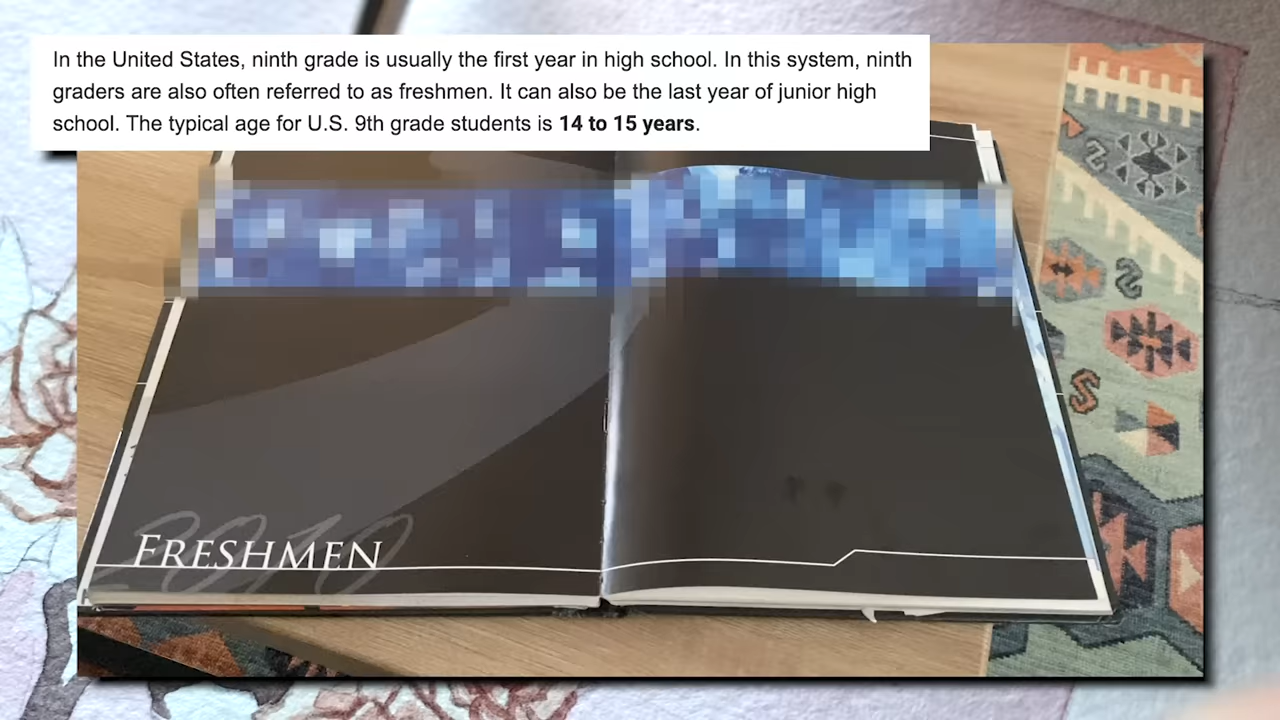 In the United States, ninth grade is usually the first year in high school. In this system, ninth
graders are also often referred to as freshmen. It can also be the last year of junior high
school. The typical age for U.S. 9th grade students is 14 to 15 years.
2010
FRESHMEN